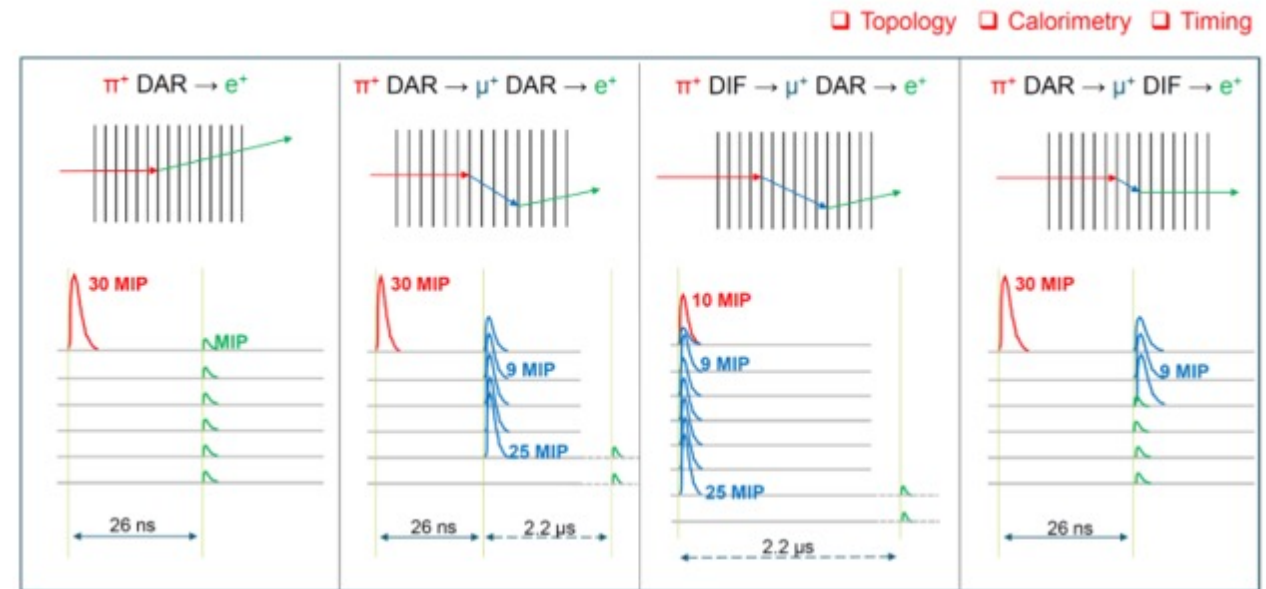 ❑ Topology ❑ Calorimetry ❑ Timing
π⁺ DAR → e⁺
30 MIP
MIP
26 ns
π⁺ DAR → μ⁺ DAR → e⁺
30 MIP
9 MIP
25 MIP
26 ns
2.2 μs
π⁺ DIF → μ⁺ DAR → e⁺
10 MIP
9 MIP
25 MIP
2.2 μs
π⁺ DAR → μ⁺ DIF → e⁺
30 MIP
9 MIP
26 ns